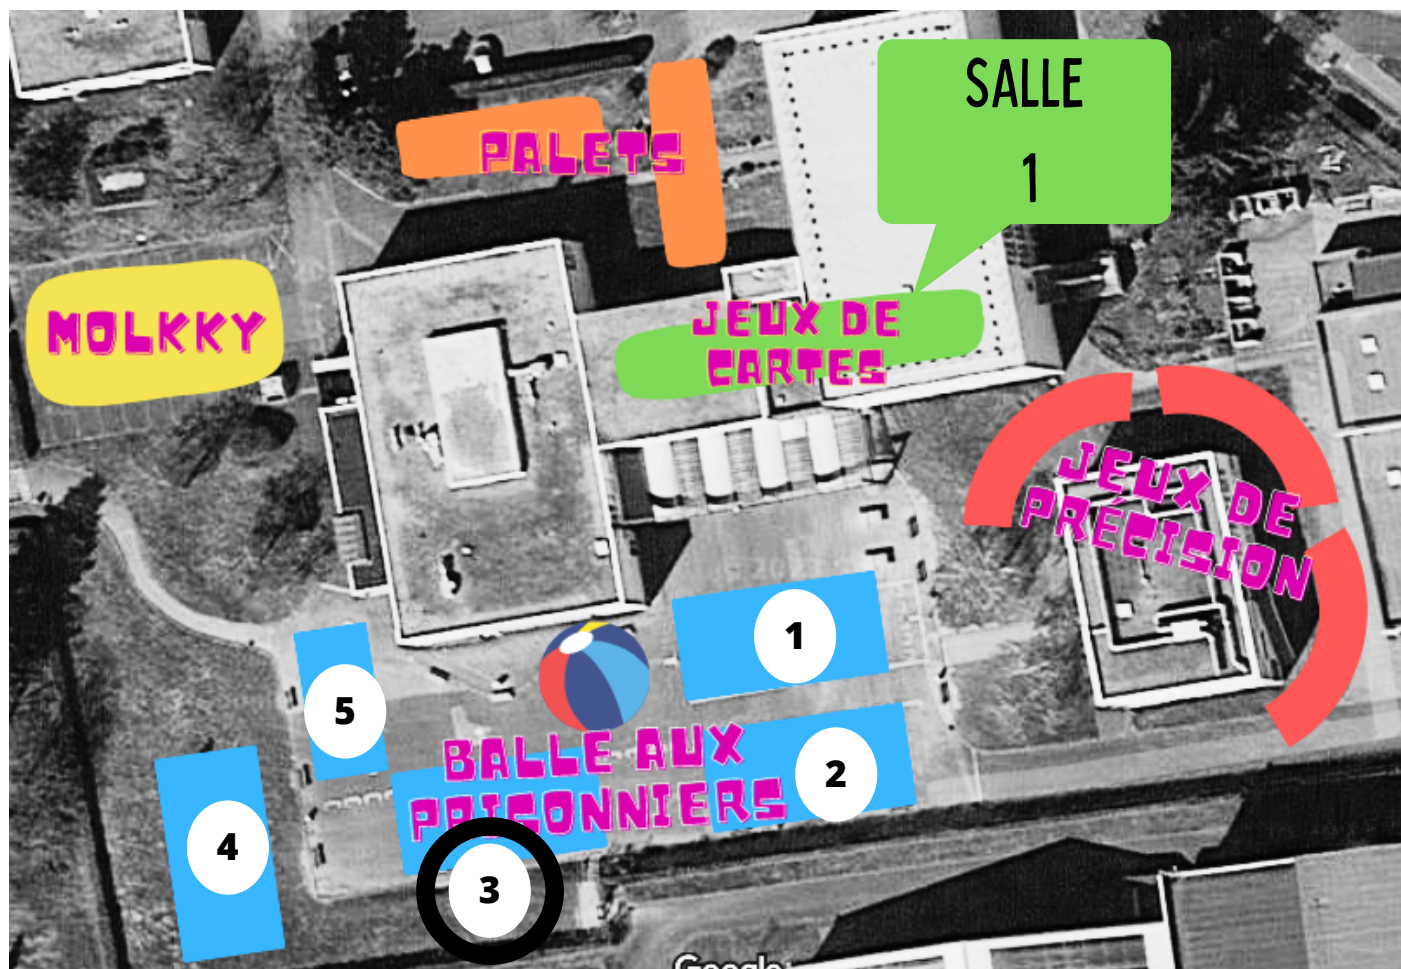 SALLE
1
PALETS
MOLKKY
JEUX DE
CARTES
JEUX DE
PRÉCISION
1
5
BALLE AUX
PRISONNIERS
2
4
3
Google